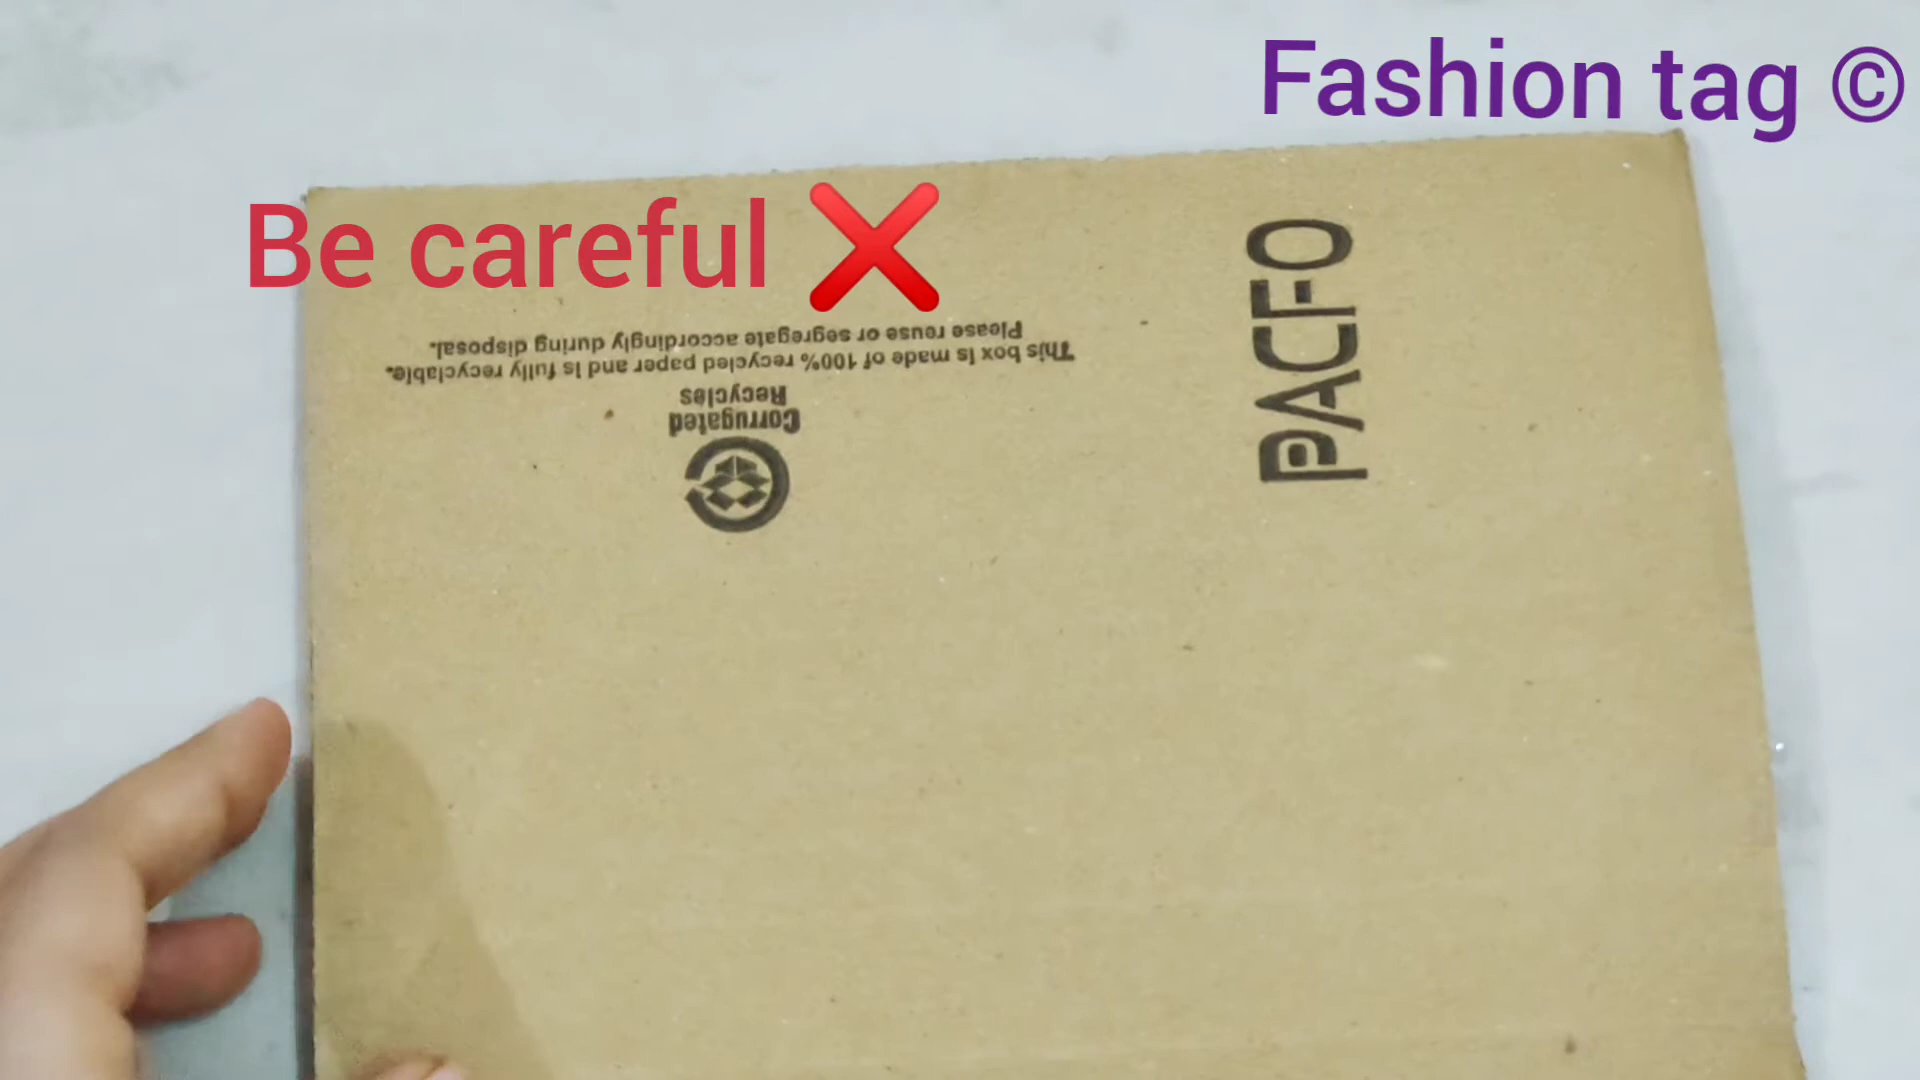 Fashion tag ©
Be careful ❌
PACFO
Corrugated
Recycles
This box is made of 100% recycled paper and is fully recyclable.
Please reuse or segregate accordingly during disposal.